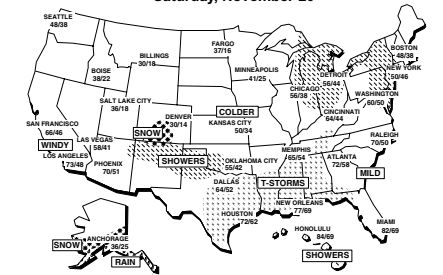 Saturday, November 20
SEATTLE
48/38
BILLINGS
30/18
FARGO
37/16
MINNEAPOLIS
41/25
BOISE
38/22
SALT LAKE CITY
36/18
DENVER
30/14
SNOW
COLDER
KANSAS CITY
50/34
CHICAGO
56/38
DETROIT
56/44
BOSTON
48/38
NEW YORK
50/46
WASHINGTON
60/50
CINCINNATI
64/44
SAN FRANCISCO
66/46
WINDY
LAS VEGAS
58/41
LOS ANGELES
73/48
PHOENIX
70/51
SHOWERS
OKLAHOMA CITY
55/42
MEMPHIS
65/54
RALEIGH
70/50
ATLANTA
72/58
MILD
DALLAS
64/52
T-STORMS
NEW ORLEANS
77/69
HOUSTON
72/62
MIAMI
82/69
HONOLULU
84/69
SHOWERS
ANCHORAGE
36/25
SNOW
RAIN